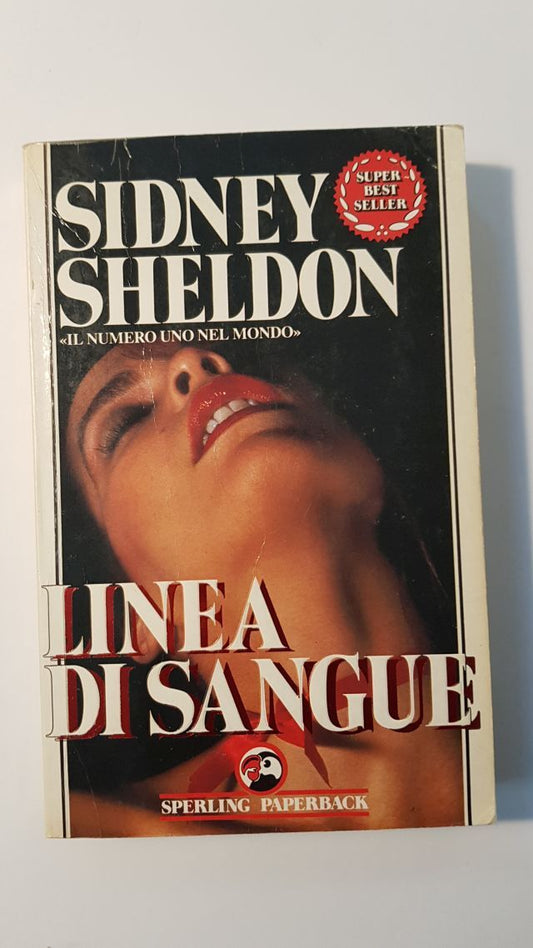 SIDNEY
SHELDON
«IL NUMERO UNO NEL MONDO»
SUPER
BEST
SELLER
LINEA
DI SANGUE
SPERLING PAPERBACK